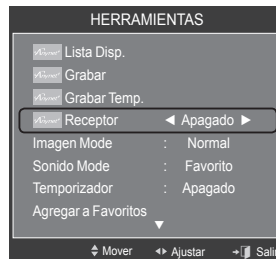 HERRAMIENTAS
Lista Disp.
Grabar
Grabar Temp.
Receptor ◄ Apagado ►
Imagen Mode : Normal
Sonido Mode : Favorito
Temporizador : Apagado
Agregar a Favoritos
▼
Mover Ajustar Salir